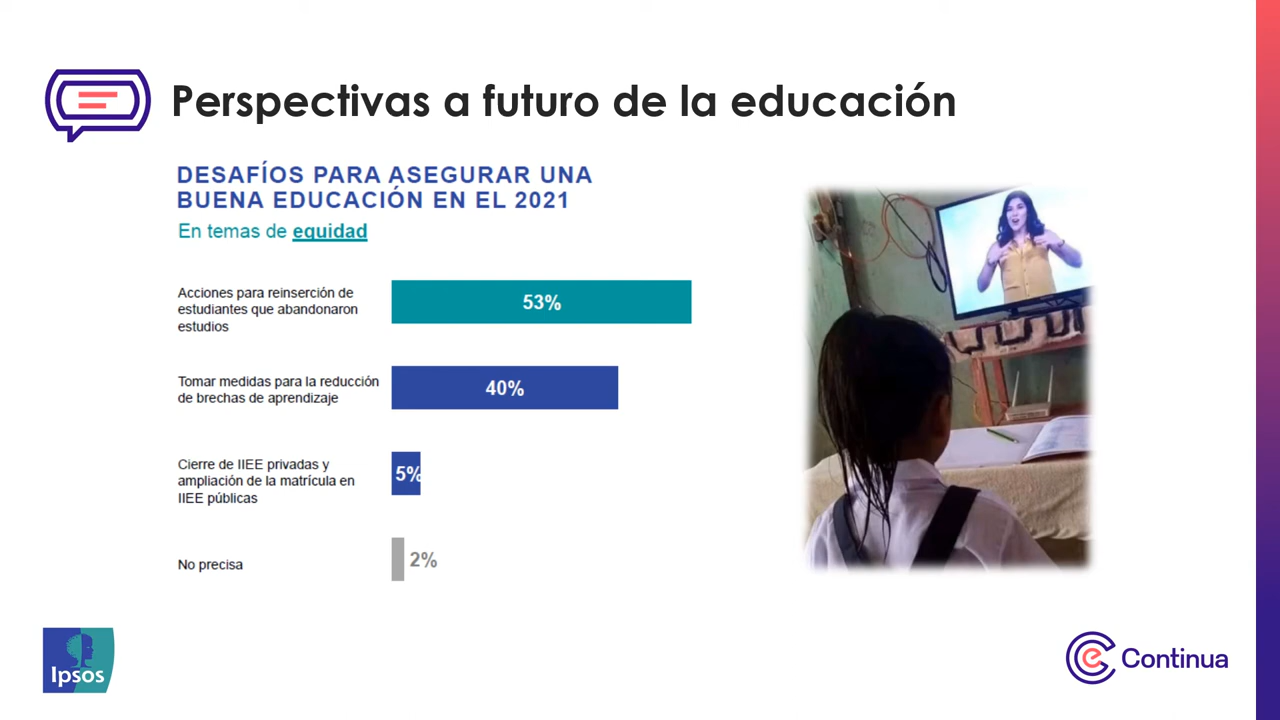 Perspectivas a futuro de la educación
DESAFÍOS PARA ASEGURAR UNA
BUENA EDUCACIÓN EN EL 2021
En temas de equidad
Acciones para reinserción de
estudiantes que abandonaron
estudios
53%
Tomar medidas para la reducción
de brechas de aprendizaje
40%
Cierre de IIEE privadas y
ampliación de la matrícula en
IIEE públicas
5%
No precisa
2%
Ipsos
e Continua